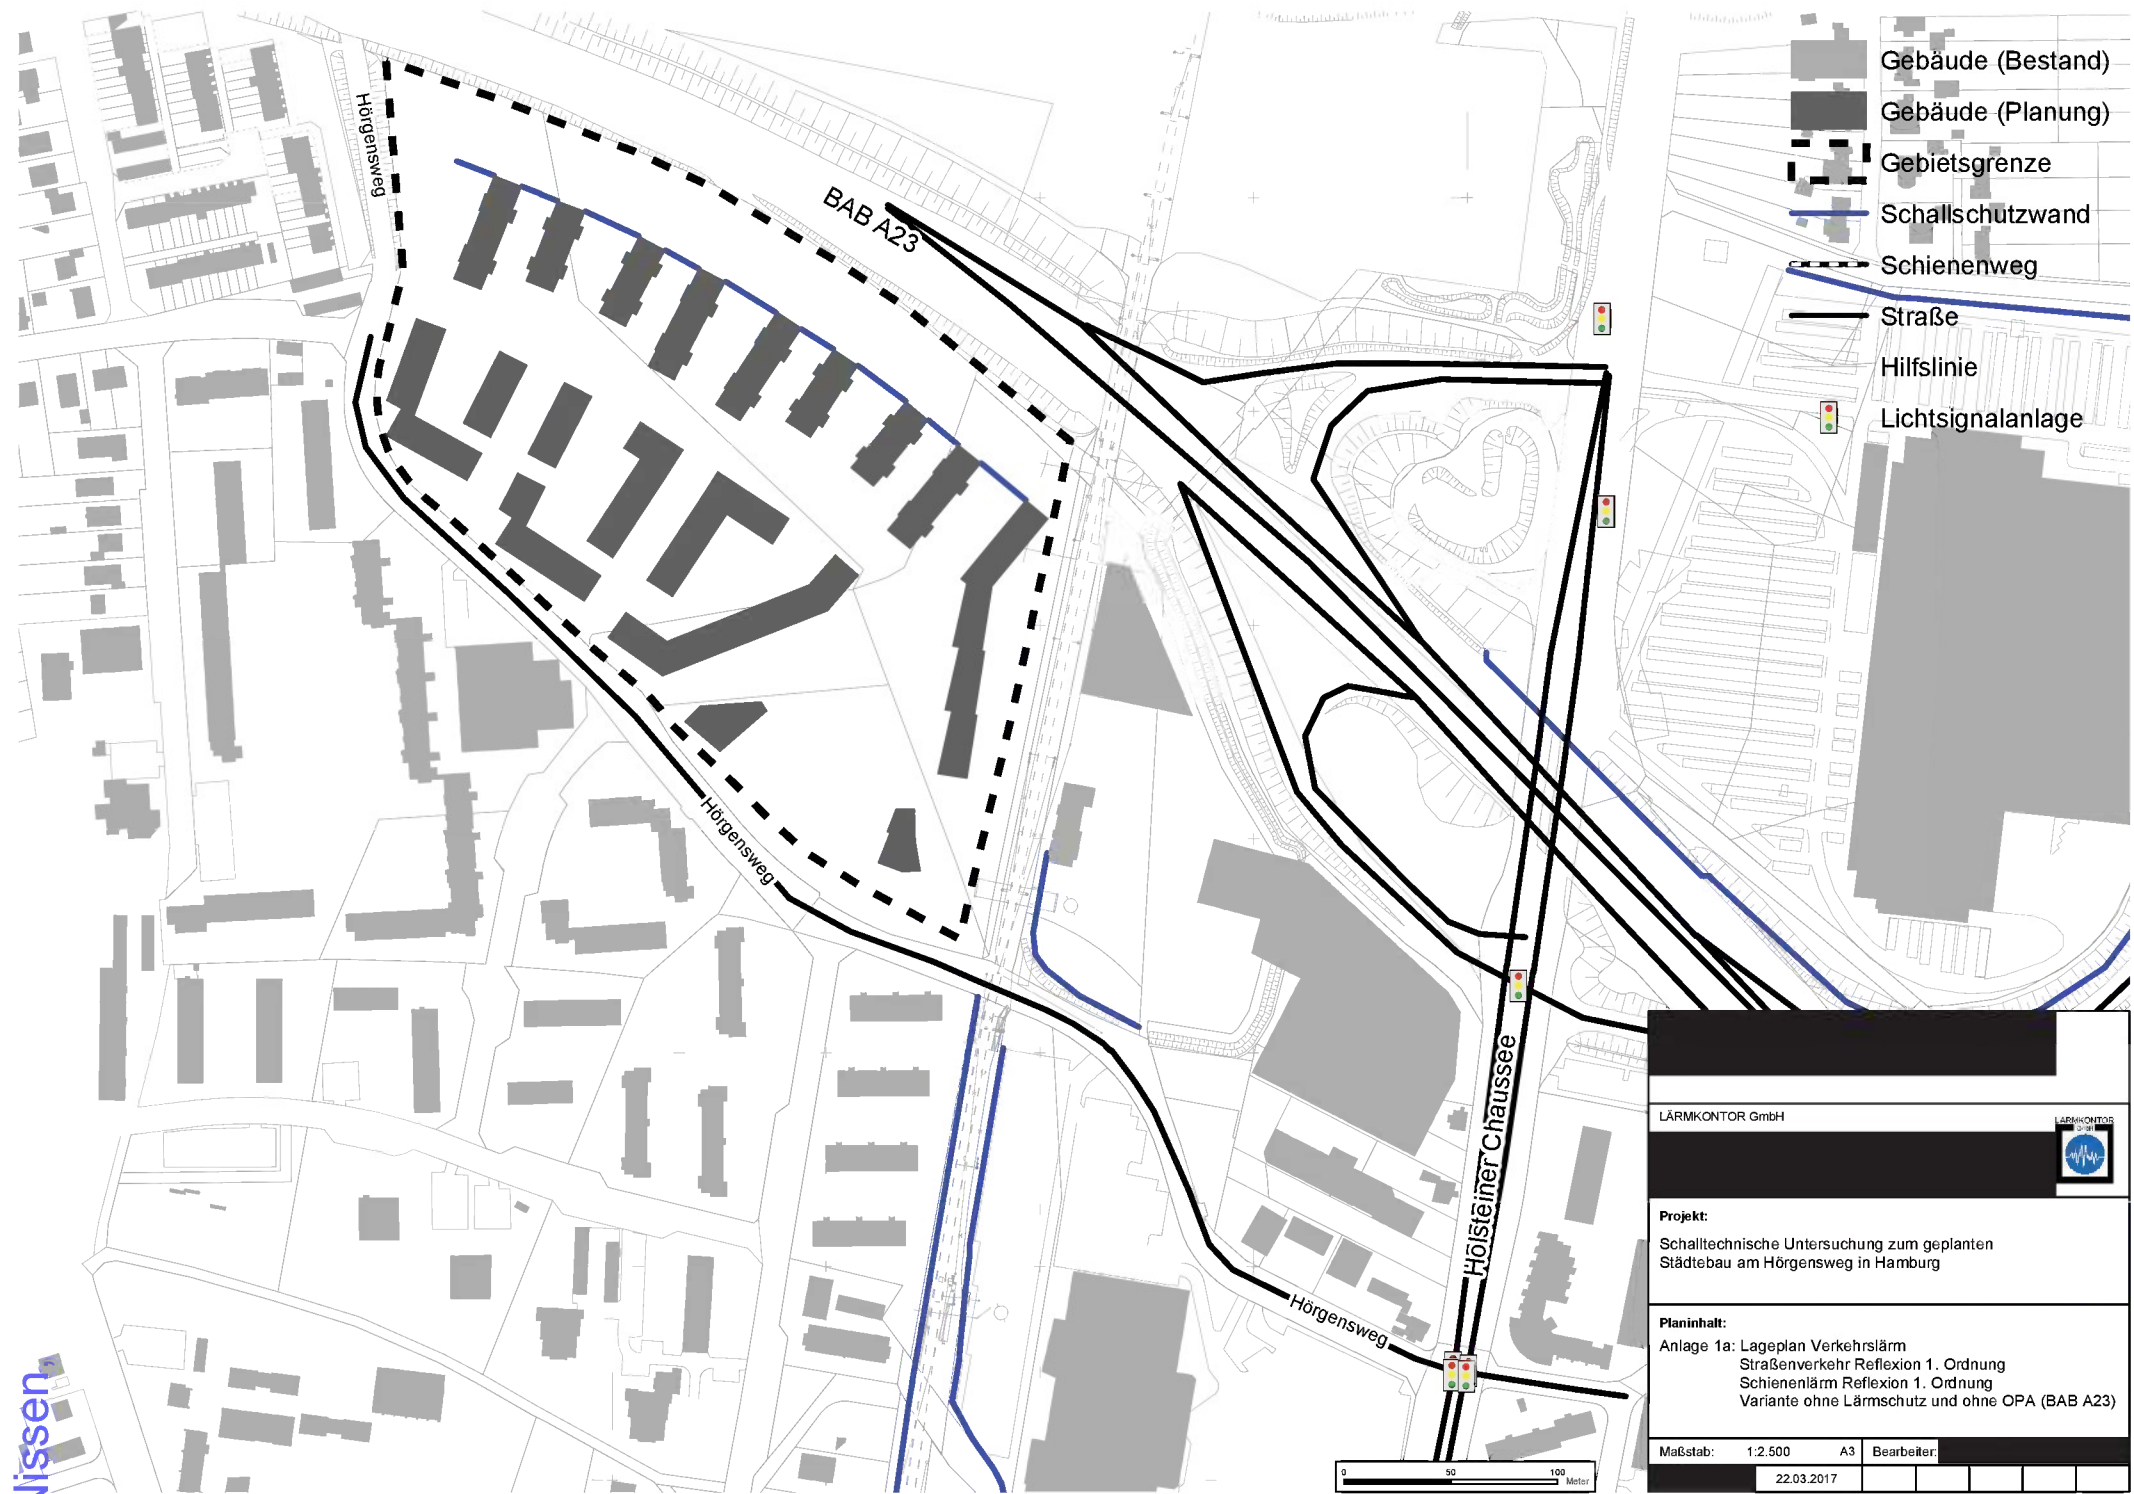 Gebäude (Bestand)
Gebäude (Planung)
Gebietsgrenze
Schallschutzwand
Schienenweg
Straße
Hilfslinie
Lichtsignalanlage
Hörgensweg
BAB A23
Hörgensweg
Holsteiner Chaussee
Hörgensweg
Nissen,
LÄRMKONTOR GmbH
LÄRMKONTOR
GmbH
Projekt:
Schalltechnische Untersuchung zum geplanten
Städtebau am Hörgensweg in Hamburg
Planinhalt:
Anlage 1a: Lageplan Verkehrslärm
Straßenverkehr Reflexion 1. Ordnung
Schienenlärm Reflexion 1. Ordnung
Variante ohne Lärmschutz und ohne OPA (BAB A23)
Maßstab: 1:2.500 A3 Bearbeiter:
22.03.2017
0 50 100
Meter